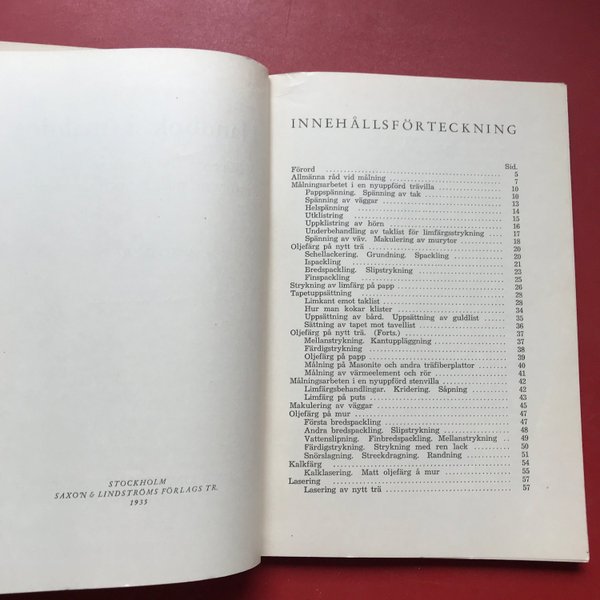 STOCKHOLM
SAXON & LINDSTRÖMS FÖRLAGS TR.
1935
INNEHÅLLSFÖRTECKNING
Sid.
Förord 5
Allmänna råd vid målning 7
Målningsarbetet i en nyuppförd trävilla 10
Pappspänning. Spänning av tak 10
Spänning av väggar 13
Helspänning 14
Utklistring 15
Uppklistring av hörn 16
Underbehandling av taklist för limfärgsstrykning 17
Spänning av väv. Makulering av murytor 18
Oljefärg på nytt trä 20
Schellackering. Grundning. Spackling 20
Ispackling 21
Bredspackling. Slipstrykning 23
Finspackling 25
Strykning av limfärg på papp 26
Tapetuppsättning 28
Limkant emot taklist 28
Hur man kokar klister 34
Uppsättning av bård. Uppsättning av guldlist 35
Sättning av tapet mot tavellist 36
Oljefärg på nytt trä. (Forts.) 37
Mellanstrykning. Kantuppläggning 37
Färdigstrykning 38
Oljefärg på papp 39
Målning på Masonite och andra träfiberplattor 40
Målning av värmeelement och rör 41
Målningsarbeten i en nyuppförd stenvilla 42
Limfärgsbehandlingar. Kridering. Såpning 42
Limfärg på puts 43
Makulering av väggar 45
Oljefärg på mur 47
Första bredspackling 47
Andra bredspackling. Slipstrykning 48
Vattenslipning. Finbredspackling. Mellanstrykning 49
Färdigstrykning. Strykning med ren lack 50
Snörslagning. Streckdragning. Randning 51
Kalkfärg 54
Kalklasering. Matt oljefärg å mur 55
Lasering 57
Lasering av nytt trä 57